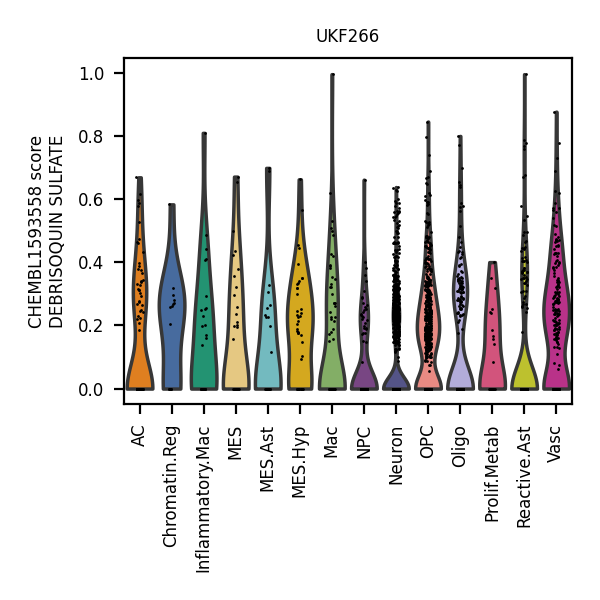 UKF266
CHEMBL1593558 score
DEBRISOQUIN SULFATE
1.0
0.8
0.6
0.4
0.2
0.0
AC
Chromatin.Reg
Inflammatory.Mac
MES
MES.Ast
MES.Hyp
Mac
NPC
Neuron
OPC
Oligo
Prolif.Metab
Reactive.Ast
Vasc